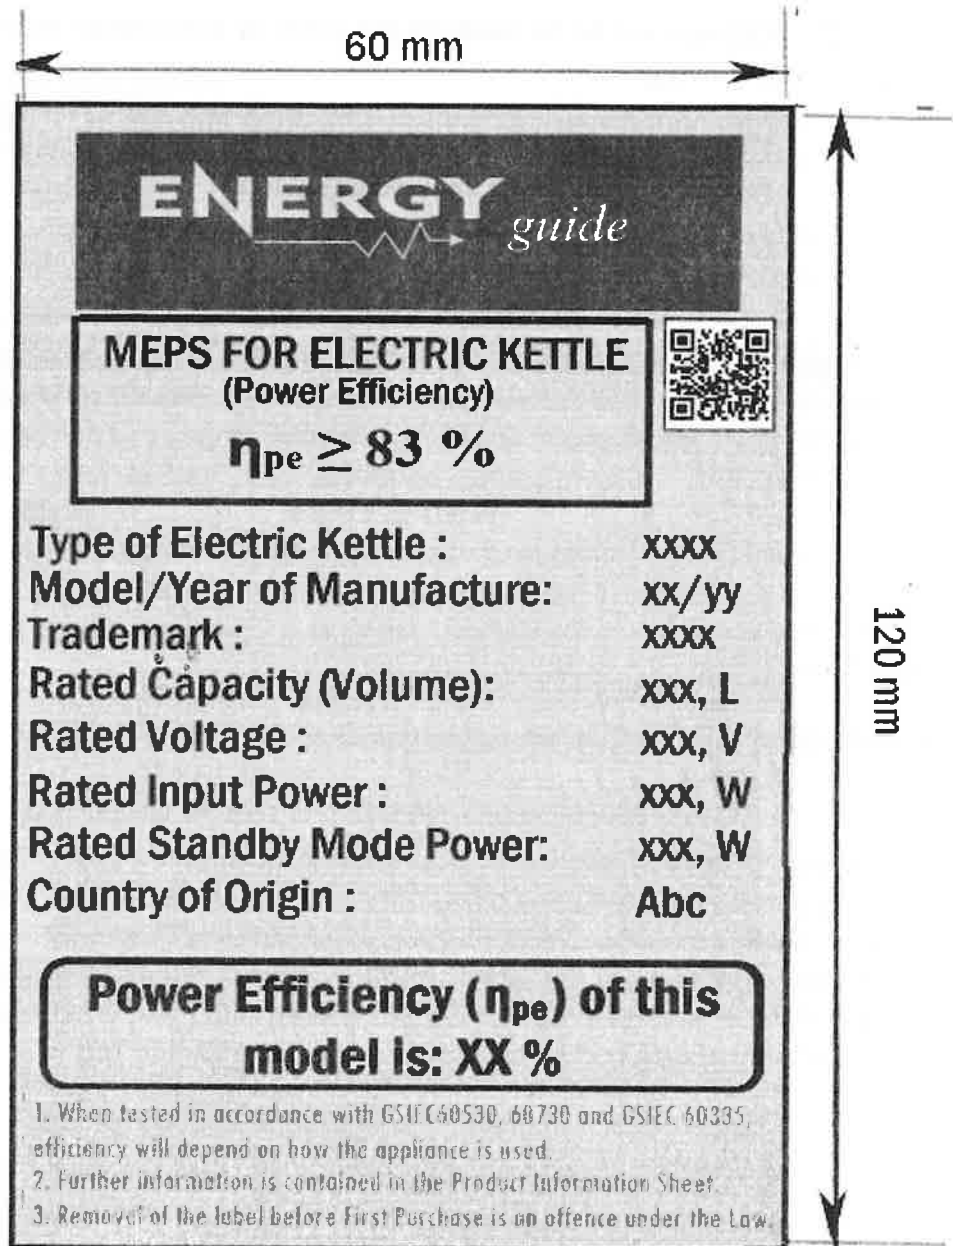 60 mm
ENERGY guide
MEPS FOR ELECTRIC KETTLE
(Power Efficiency)
ηpe ≥ 83 %
Type of Electric Kettle : xxxx
Model/Year of Manufacture: xx/yy
Trademark : xxxx
Rated Capacity (Volume): xxx, L
Rated Voltage : xxx, V
Rated Input Power : xxx, W
Rated Standby Mode Power: xxx, W
Country of Origin : Abc
120 mm
Power Efficiency (ηpe) of this
model is: XX %
1. When tested in accordance with GSIEC60530, 60730 and GSIEC 60335,
efficiency will depend on how the appliance is used.
2. Further information is contained in the Product Information Sheet.
3. Removal of the label before First Purchase is an offence under the Law.